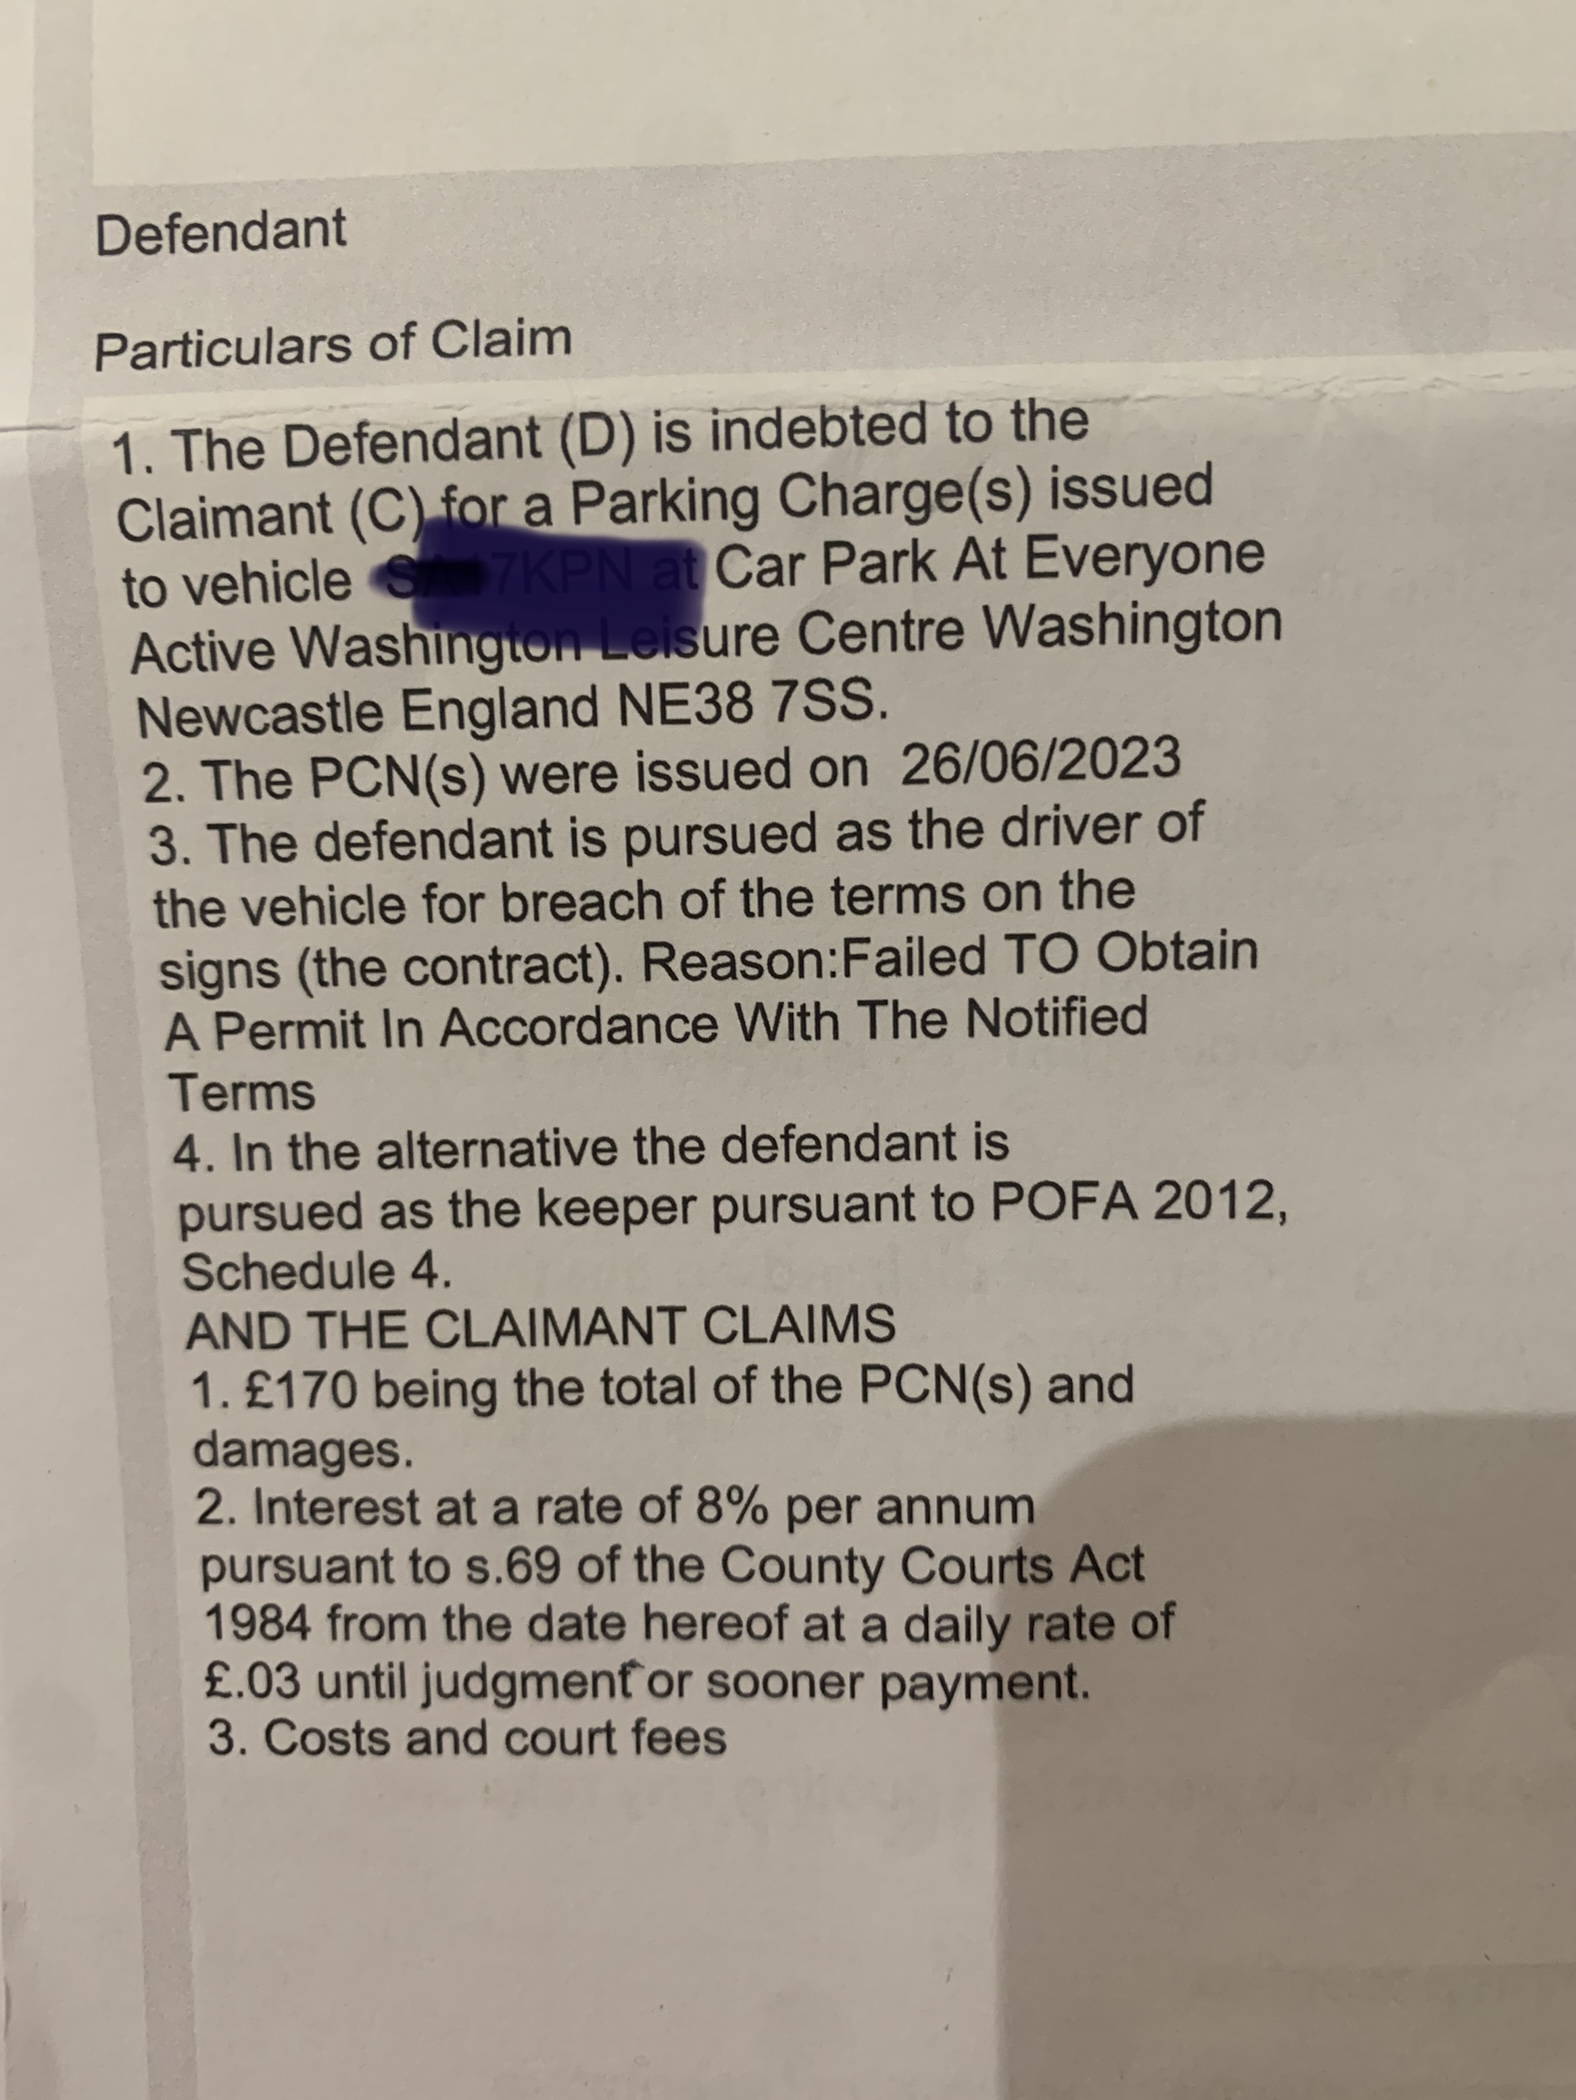 Defendant
Particulars of Claim
1. The Defendant (D) is indebted to the
Claimant (C) for a Parking Charge(s) issued
to vehicle at Car Park At Everyone
Active Washington Leisure Centre Washington
Newcastle England NE38 7SS.
2. The PCN(s) were issued on 26/06/2023
3. The defendant is pursued as the driver of
the vehicle for breach of the terms on the
signs (the contract). Reason:Failed TO Obtain
A Permit In Accordance With The Notified
Terms
4. In the alternative the defendant is
pursued as the keeper pursuant to POFA 2012,
Schedule 4.
AND THE CLAIMANT CLAIMS
1. £170 being the total of the PCN(s) and
damages.
2. Interest at a rate of 8% per annum
pursuant to s.69 of the County Courts Act
1984 from the date hereof at a daily rate of
£.03 until judgment or sooner payment.
3. Costs and court fees